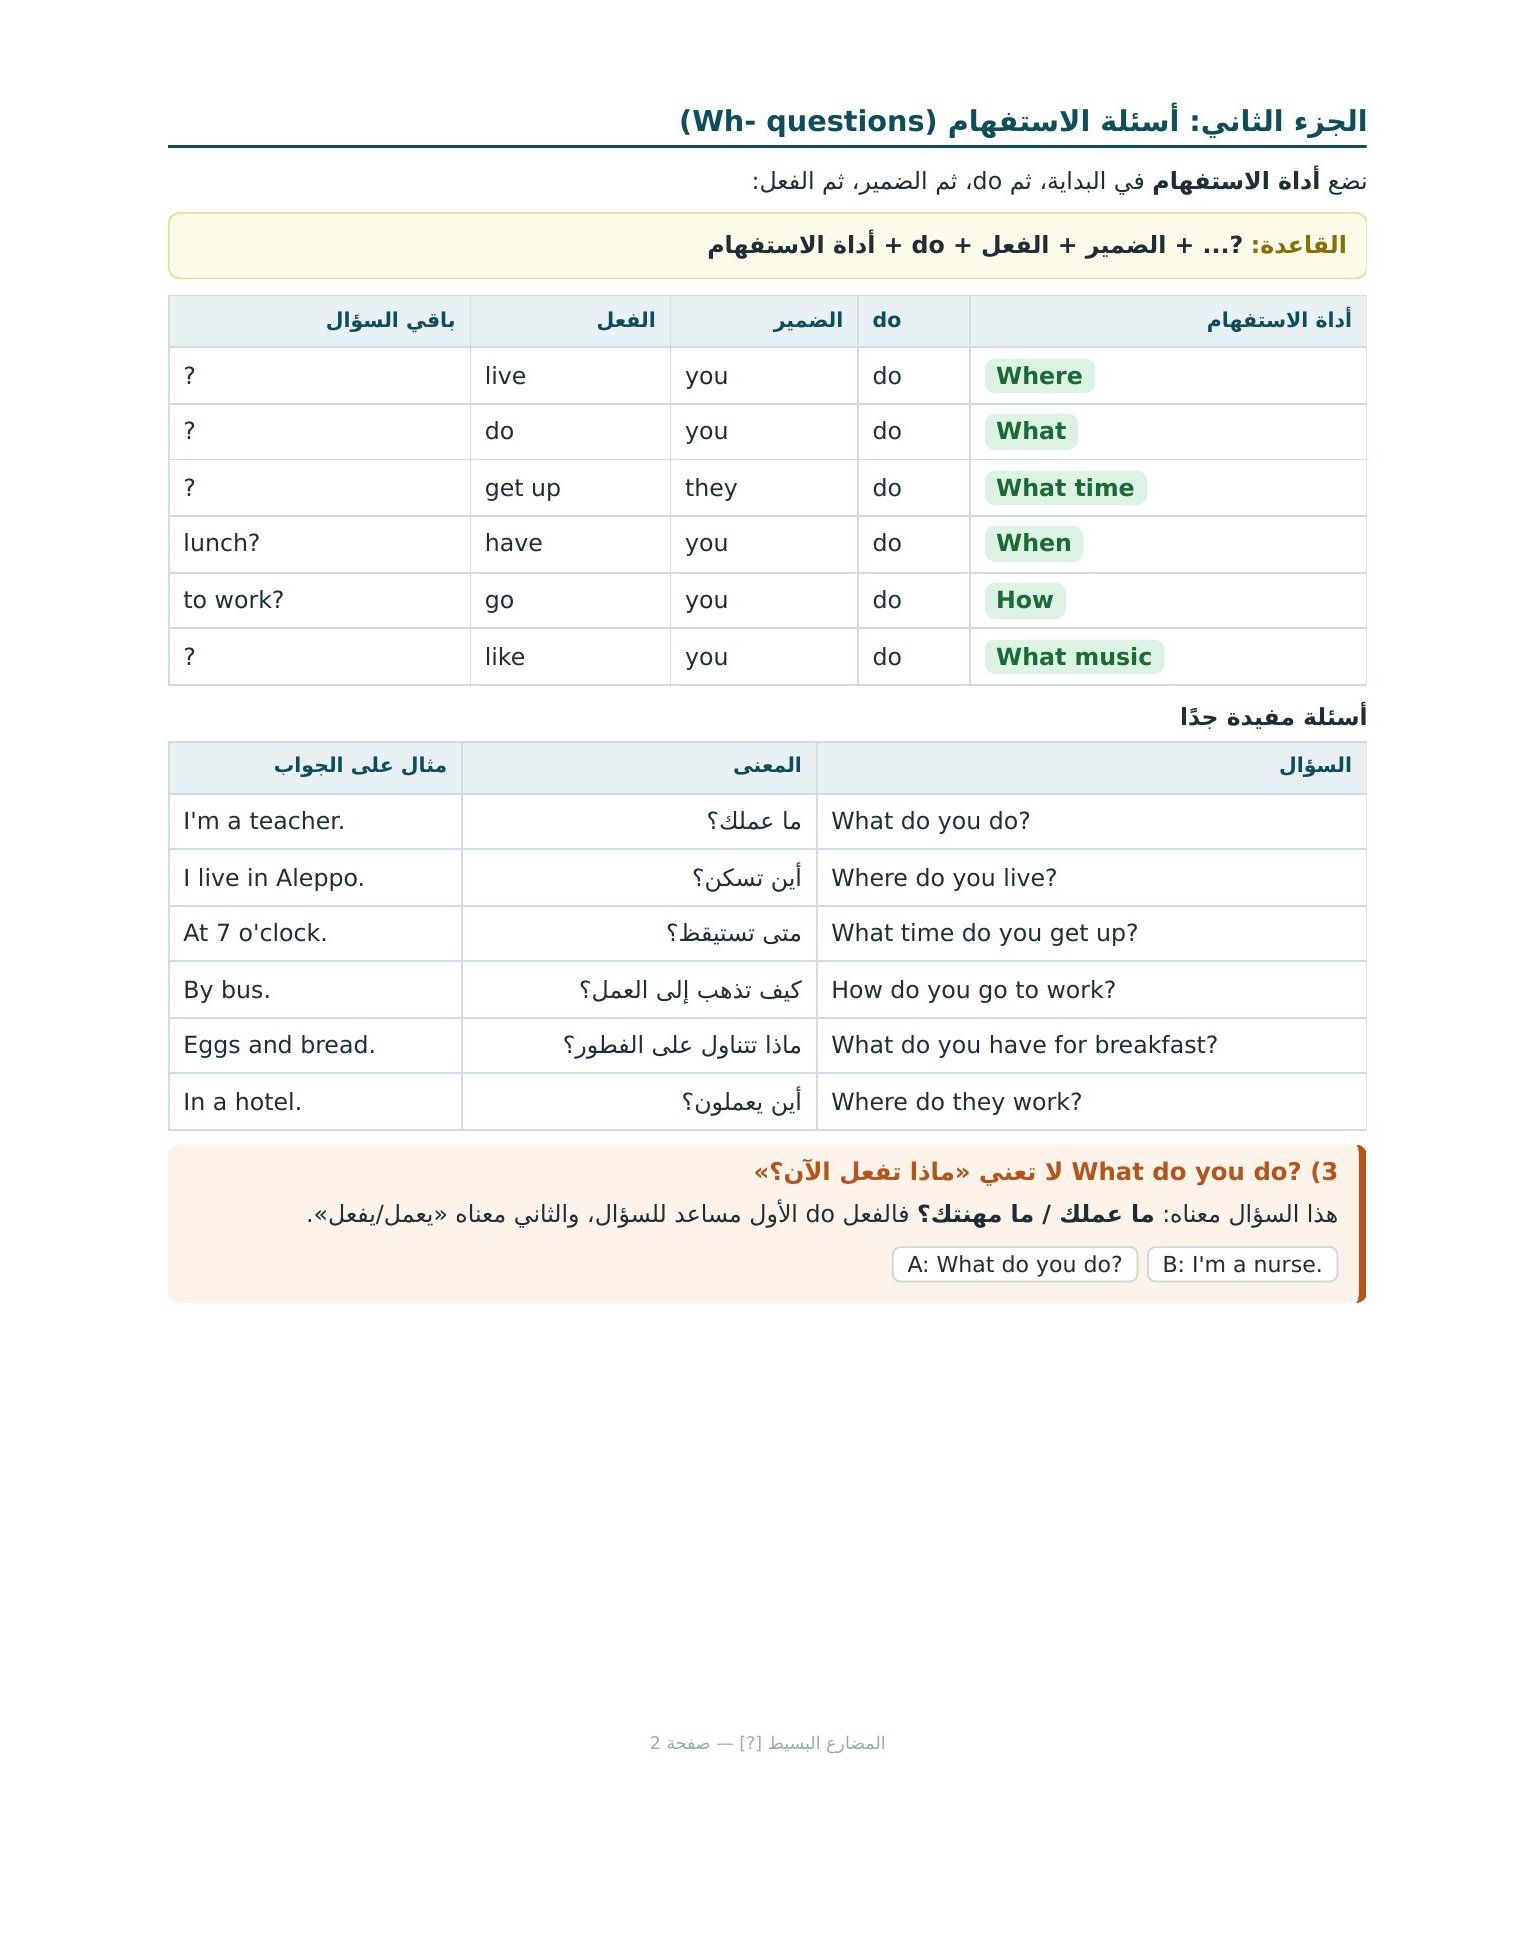 الجزء الثاني: أسئلة الاستفهام (Wh- questions)
نضع أداة الاستفهام في البداية، ثم do، ثم الضمير، ثم الفعل:
القاعدة: أداة الاستفهام + do + الضمير + الفعل + ...?
أداة الاستفهام do الضمير الفعل باقي السؤال
Where do you live ?
What do you do ?
What time do they get up ?
When do you have lunch?
How do you go to work?
What music do you like ?
أسئلة مفيدة جدًا
السؤال المعنى مثال على الجواب
What do you do? ما عملك؟ I'm a teacher.
Where do you live? أين تسكن؟ I live in Aleppo.
What time do you get up? متى تستيقظ؟ At 7 o'clock.
How do you go to work? كيف تذهب إلى العمل؟ By bus.
What do you have for breakfast? ماذا تتناول على الفطور؟ Eggs and bread.
Where do they work? أين يعملون؟ In a hotel.
3) What do you do? لا تعني «ماذا تفعل الآن؟»
هذا السؤال معناه: ما عملك / ما مهنتك؟ فالفعل do الأول مساعد للسؤال، والثاني معناه «يعمل/يفعل».
A: What do you do? B: I'm a nurse.
المضارع البسيط [?] — صفحة 2